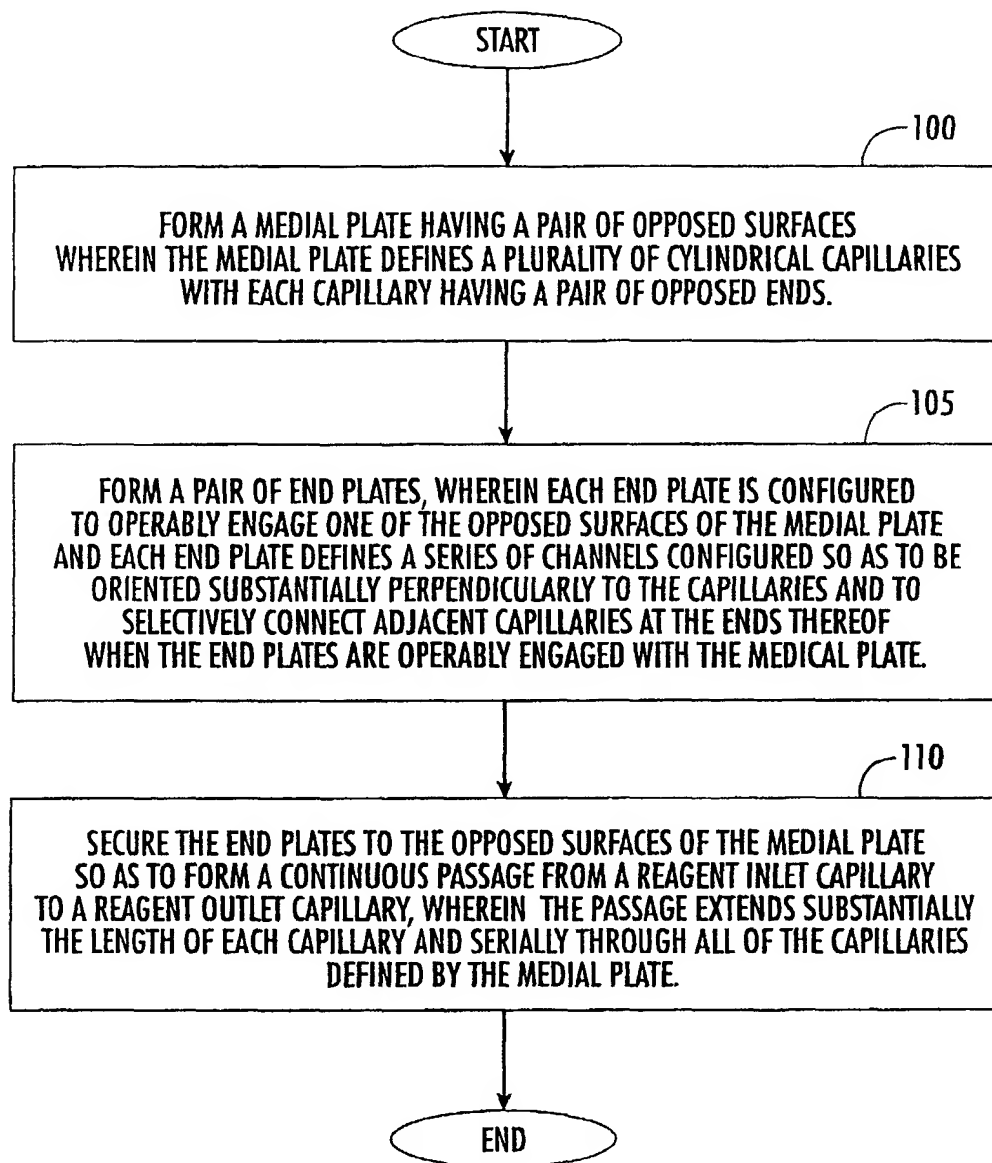 START
100
FORM A MEDIAL PLATE HAVING A PAIR OF OPPOSED SURFACES
WHEREIN THE MEDIAL PLATE DEFINES A PLURALITY OF CYLINDRICAL CAPILLARIES
WITH EACH CAPILLARY HAVING A PAIR OF OPPOSED ENDS.
105
FORM A PAIR OF END PLATES, WHEREIN EACH END PLATE IS CONFIGURED
TO OPERABLY ENGAGE ONE OF THE OPPOSED SURFACES OF THE MEDIAL PLATE
AND EACH END PLATE DEFINES A SERIES OF CHANNELS CONFIGURED SO AS TO BE
ORIENTED SUBSTANTIALLY PERPENDICULARLY TO THE CAPILLARIES AND TO
SELECTIVELY CONNECT ADJACENT CAPILLARIES AT THE ENDS THEREOF
WHEN THE END PLATES ARE OPERABLY ENGAGED WITH THE MEDICAL PLATE.
110
SECURE THE END PLATES TO THE OPPOSED SURFACES OF THE MEDIAL PLATE
SO AS TO FORM A CONTINUOUS PASSAGE FROM A REAGENT INLET CAPILLARY
TO A REAGENT OUTLET CAPILLARY, WHEREIN THE PASSAGE EXTENDS SUBSTANTIALLY
THE LENGTH OF EACH CAPILLARY AND SERIALLY THROUGH ALL OF THE CAPILLARIES
DEFINED BY THE MEDIAL PLATE.
END